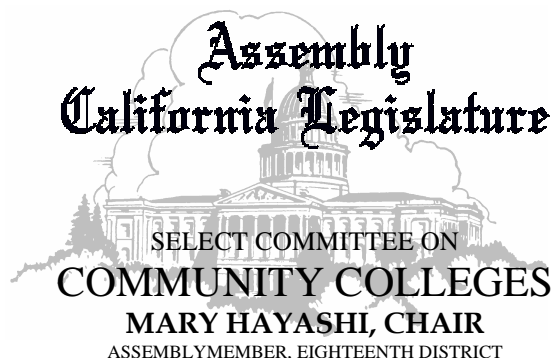 Assembly
California Legislature
SELECT COMMITTEE ON
COMMUNITY COLLEGES
MARY HAYASHI, CHAIR
ASSEMBLYMEMBER, EIGHTEENTH DISTRICT